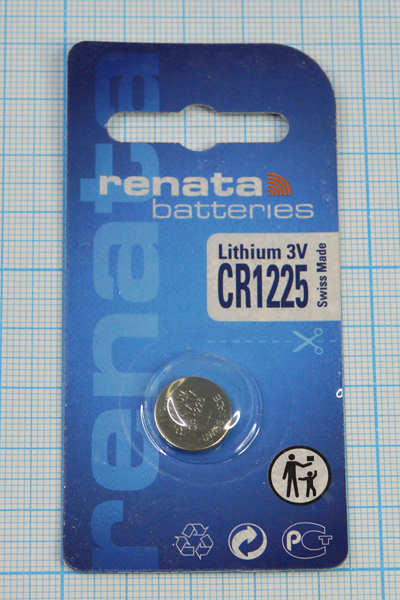 renata
renata
batteries
Lithium 3V
CR1225
Swiss Made